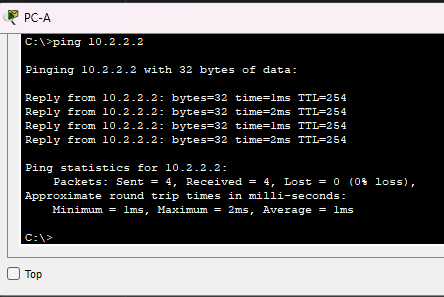 PC-A
C:\>ping 10.2.2.2
Pinging 10.2.2.2 with 32 bytes of data:
Reply from 10.2.2.2: bytes=32 time=1ms TTL=254
Reply from 10.2.2.2: bytes=32 time=2ms TTL=254
Reply from 10.2.2.2: bytes=32 time=1ms TTL=254
Reply from 10.2.2.2: bytes=32 time=2ms TTL=254
Ping statistics for 10.2.2.2:
Packets: Sent = 4, Received = 4, Lost = 0 (0% loss),
Approximate round trip times in milli-seconds:
Minimum = 1ms, Maximum = 2ms, Average = 1ms
C:\>
Top